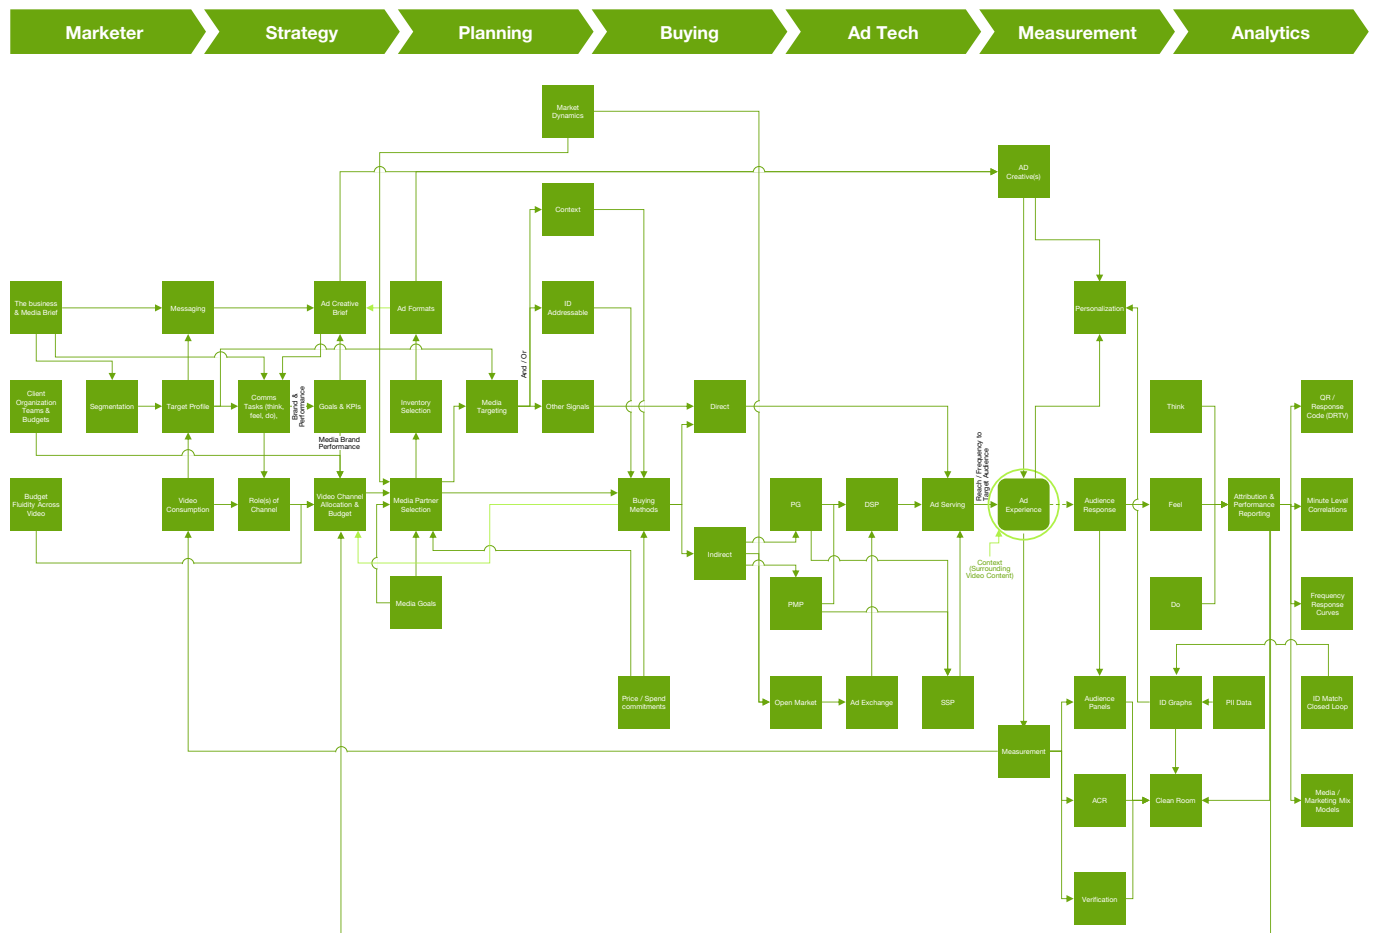 Marketer
Strategy
Planning
Buying
Ad Tech
Measurement
Analytics
Market
Dynamics
AD
Creative(s)
Context
The business
& Media Brief
Messaging
Ad Creative
Brief
Ad Formats
ID
Addressable
Personalization
And / Or
Client
Organization
Teams &
Budgets
Segmentation
Target Profile
Comms
Tasks (think,
feel, do),
Brand &
Performance
Goals & KPIs
Inventory
Selection
Media
Targeting
Other Signals
Direct
Think
QR /
Response
Code (DRTV)
Media Brand
Performance
Reach / Frequency to
Target Audience
Budget
Fluidity Across
Video
Video
Consumption
Role(s) of
Channel
Video Channel
Allocation &
Budget
Media Partner
Selection
Buying
Methods
PG
DSP
Ad Serving
Ad
Experience
Audience
Response
Feel
Attribution &
Performance
Reporting
Minute Level
Correlations
Indirect
Context
(Surrounding
Video Content)
Media Goals
PMP
Do
Frequency
Response
Curves
Price / Spend
commitments
Open Market
Ad Exchange
SSP
Audience
Panels
ID Graphs
PII Data
ID Match
Closed Loop
Measurement
ACR
Clean Room
Media /
Marketing Mix
Models
Verification